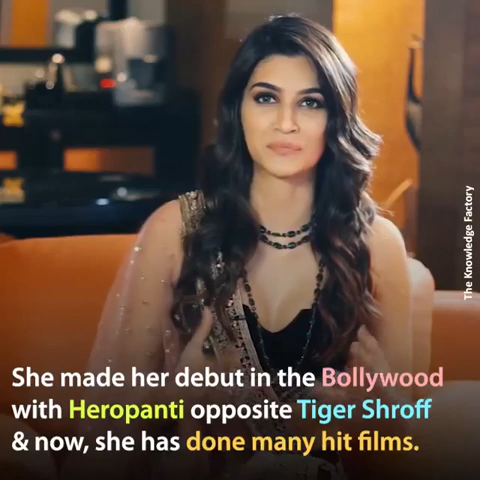 The Knowledge Factory
She made her debut in the Bollywood
with Heropanti opposite Tiger Shroff
& now, she has done many hit films.